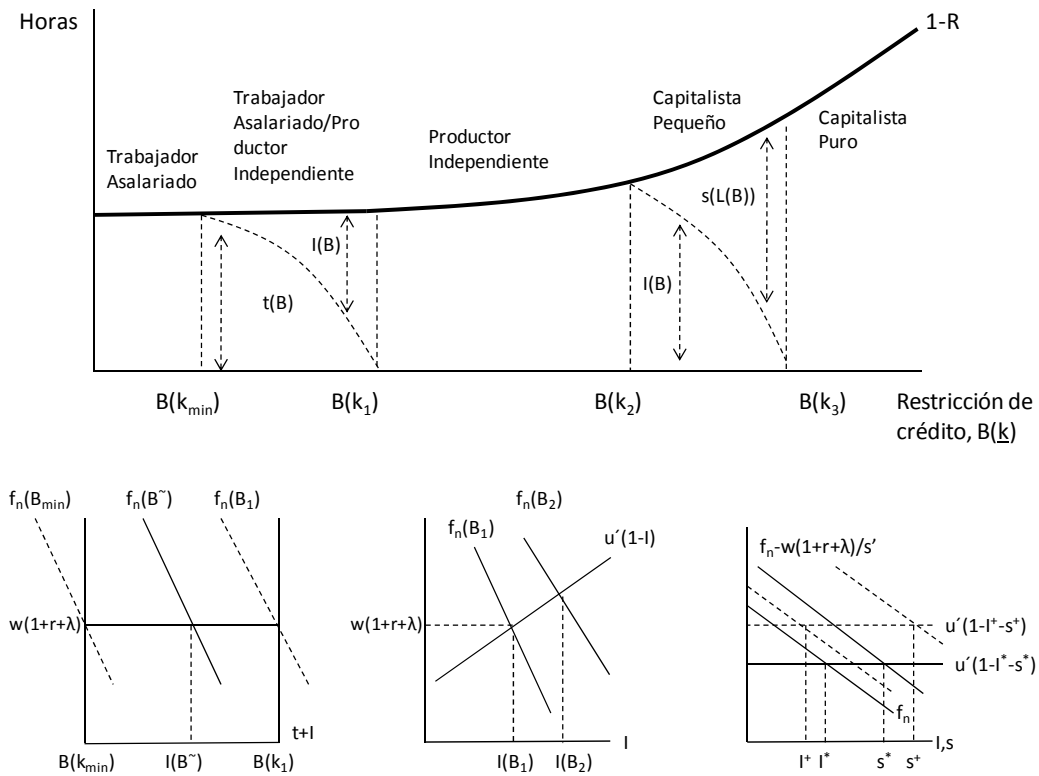 Horas
1-R
Trabajador
Asalariado
Trabajador
Asalariado/Pro
ductor
Independiente
Productor
Independiente
Capitalista
Pequeño
Capitalista
Puro
t(B)
l(B)
l(B)
s(L(B))
B(kmin)
B(k1)
B(k2)
B(k3)
Restricción de
crédito, B(k)
fn(Bmin)
fn(B~)
fn(B1)
w(1+r+λ)
t+l
B(kmin)
l(B~)
B(k1)
fn(B2)
fn(B1)
u´(1-l)
w(1+r+λ)
l
l(B1)
l(B2)
fn-w(1+r+λ)/s’
u´(1-l+-s+)
u´(1-l*-s*)
fn
l,s
l+
l*
s*
s+